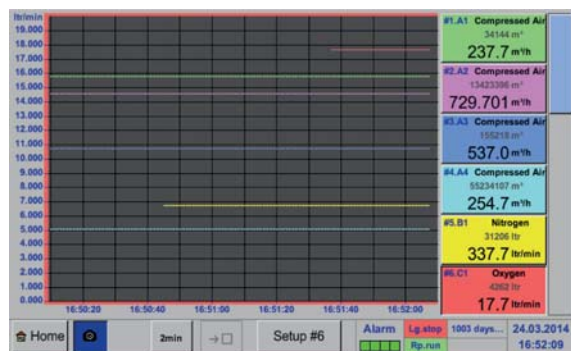 ltr/min
19.000
18.000
17.000
16.000
15.000
14.000
13.000
12.000
11.000
10.000
9.000
8.000
7.000
6.000
5.000
4.000
3.000
2.000
1.000
0.000
16:50:20 16:50:40 16:51:00 16:51:20 16:51:40 16:52:00
#1.A1 Compressed Air
34144 m³
237.7 m³/h
#2.A2 Compressed Air
13423396 m³
729.701 m³/h
#3.A3 Compressed Air
155218 m³
537.0 m³/h
#4.A4 Compressed Air
55234107 m³
254.7 m³/h
#5.B1 Nitrogen
31206 ltr
337.7 ltr/min
#6.C1 Oxygen
4262 ltr
17.7 ltr/min
Home 2min Setup #6 Alarm Lg.stop 1003 days... 24.03.2014
Rp.run 16:52:09